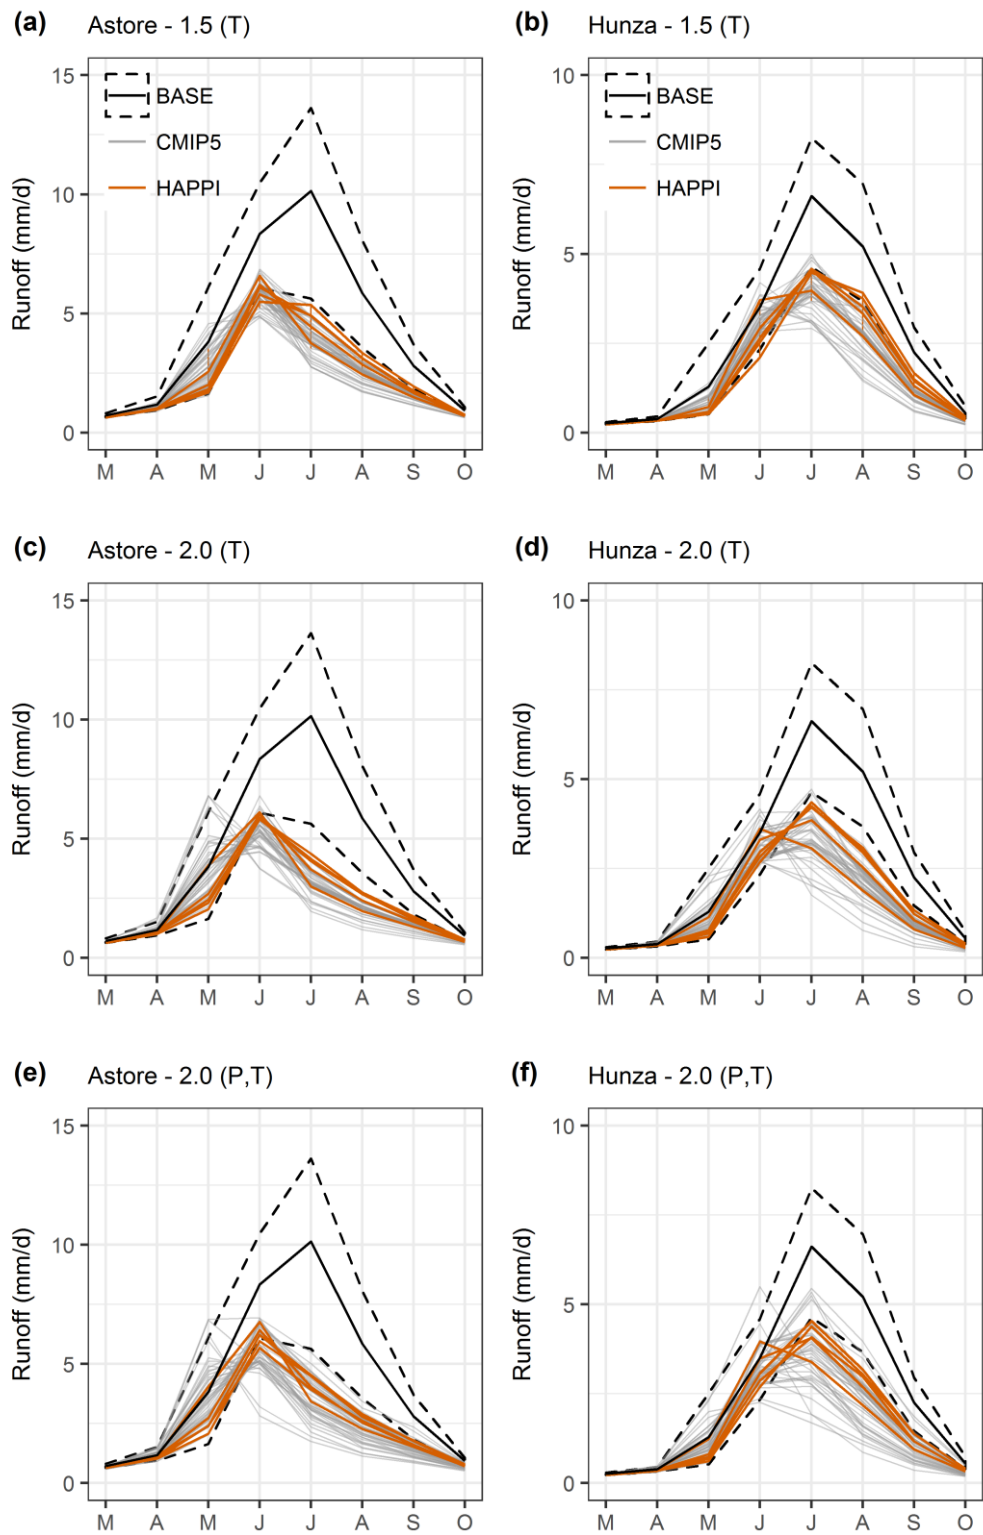 (a) Astore - 1.5 (T)
Runoff (mm/d)
15
10
5
0
BASE
CMIP5
HAPPI
M A M J J A S O
(b) Hunza - 1.5 (T)
Runoff (mm/d)
10
5
0
BASE
CMIP5
HAPPI
M A M J J A S O
(c) Astore - 2.0 (T)
Runoff (mm/d)
15
10
5
0
M A M J J A S O
(d) Hunza - 2.0 (T)
Runoff (mm/d)
10
5
0
M A M J J A S O
(e) Astore - 2.0 (P,T)
Runoff (mm/d)
15
10
5
0
M A M J J A S O
(f) Hunza - 2.0 (P,T)
Runoff (mm/d)
10
5
0
M A M J J A S O